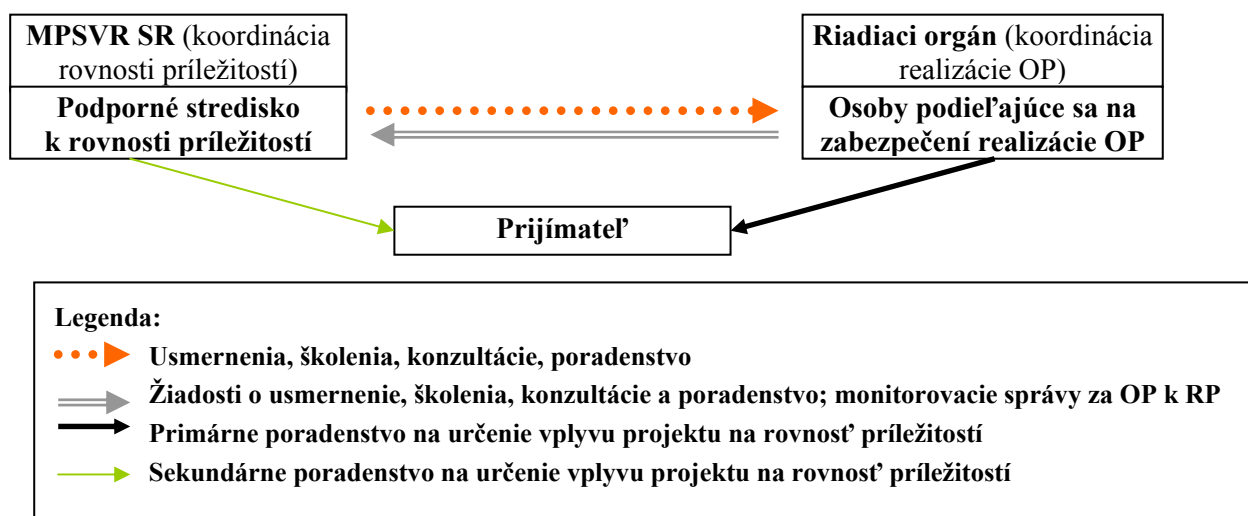 MPSVR SR (koordinácia
rovnosti príležitostí)
Podporné stredisko
k rovnosti príležitostí
Riadiaci orgán (koordinácia
realizácie OP)
Osoby podieľajúce sa na
zabezpečení realizácie OP
Prijímateľ
Legenda:
Usmernenia, školenia, konzultácie, poradenstvo
Žiadosti o usmernenie, školenia, konzultácie a poradenstvo; monitorovacie správy za OP k RP
Primárne poradenstvo na určenie vplyvu projektu na rovnosť príležitostí
Sekundárne poradenstvo na určenie vplyvu projektu na rovnosť príležitostí